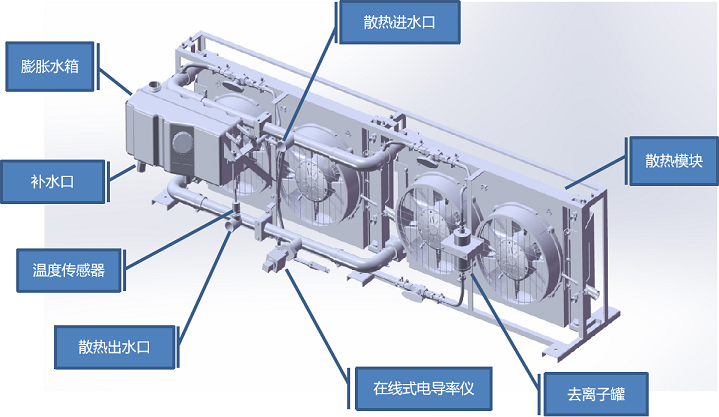 散热进水口
膨胀水箱
散热模块
补水口
温度传感器
散热出水口
在线式电导率仪
去离子罐